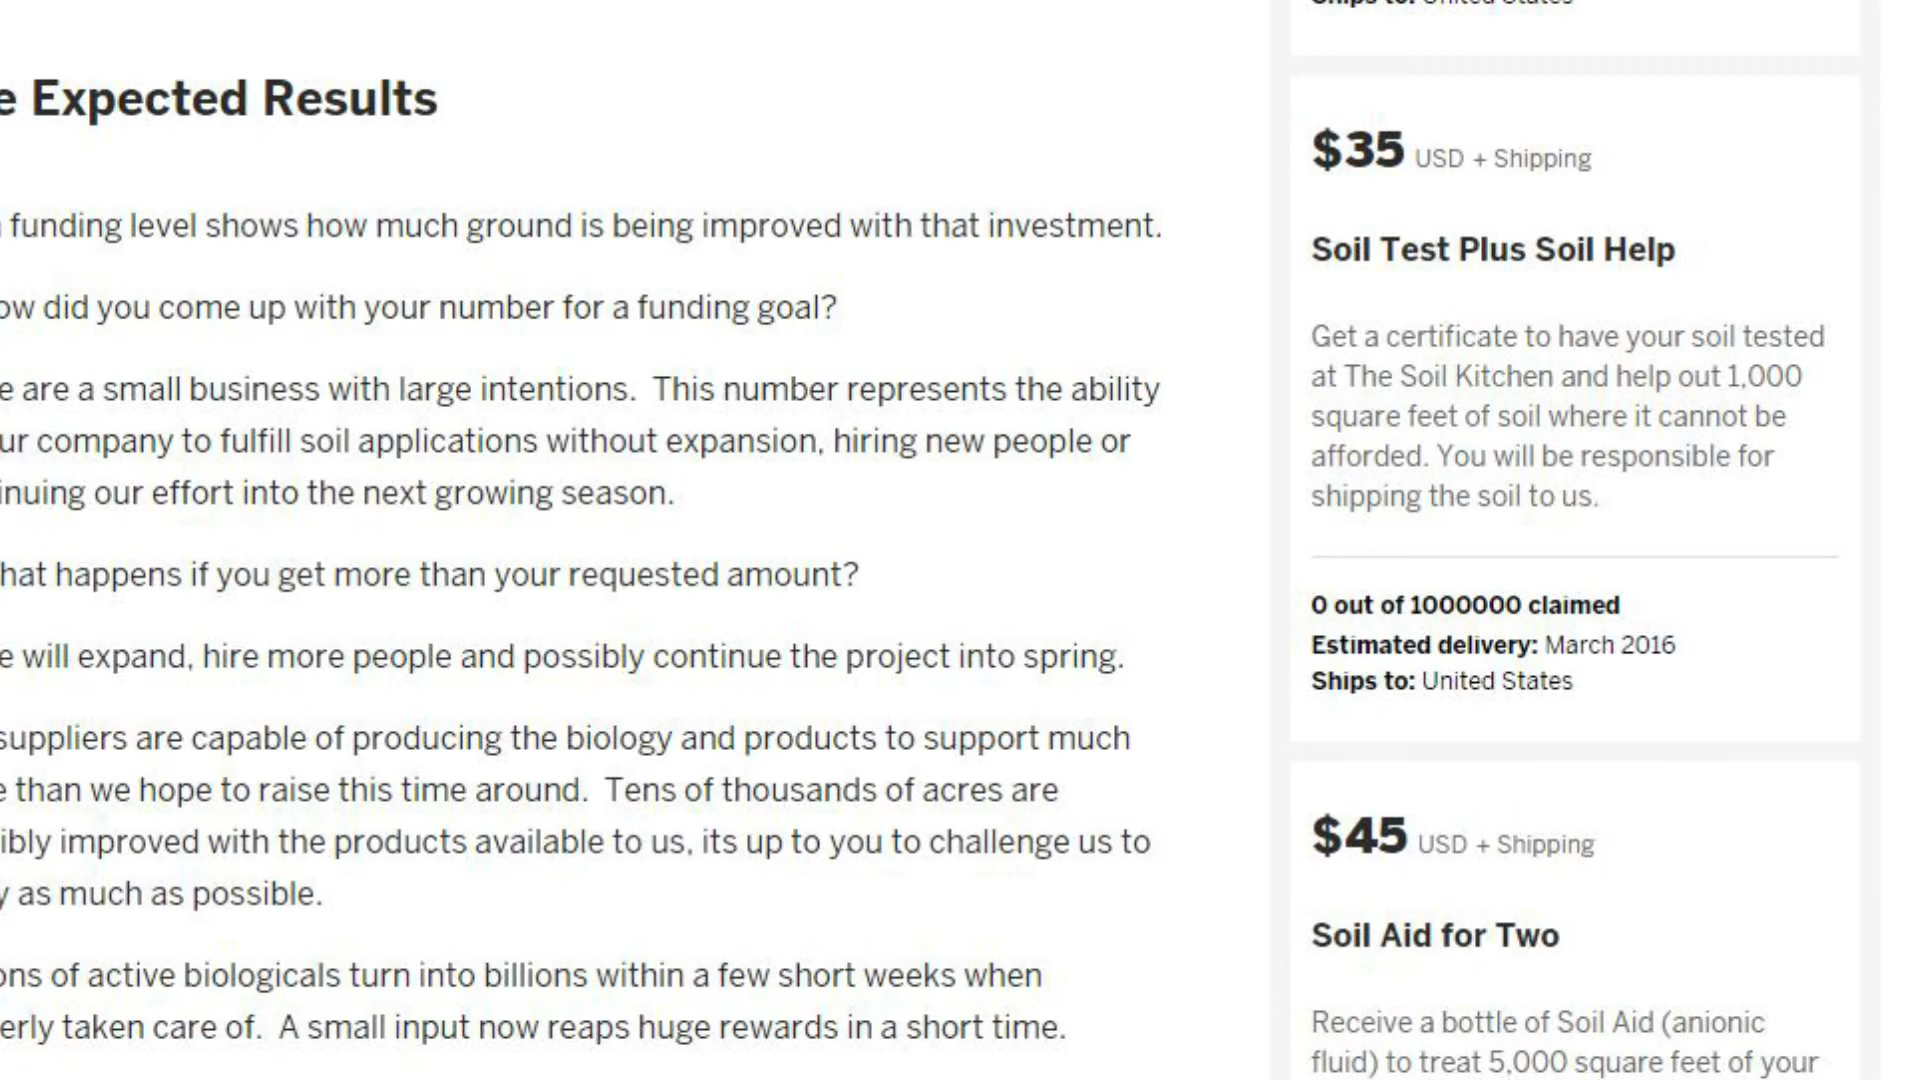 Expected Results
funding level shows how much ground is being improved with that investment.
did you come up with your number for a funding goal?
are a small business with large intentions.  This number represents the ability
company to fulfill soil applications without expansion, hiring new people or
our effort into the next growing season.
happens if you get more than your requested amount?
will expand, hire more people and possibly continue the project into spring.
suppliers are capable of producing the biology and products to support much
than we hope to raise this time around.  Tens of thousands of acres are
improved with the products available to us, its up to you to challenge us to
as much as possible.
of active biologicals turn into billions within a few short weeks when
taken care of.  A small input now reaps huge rewards in a short time.
Ships to: United States
$35 USD + Shipping
Soil Test Plus Soil Help
Get a certificate to have your soil tested
at The Soil Kitchen and help out 1,000
square feet of soil where it cannot be
afforded. You will be responsible for
shipping the soil to us.
0 out of 1000000 claimed
Estimated delivery: March 2016
Ships to: United States
$45 USD + Shipping
Soil Aid for Two
Receive a bottle of Soil Aid (anionic
fluid) to treat 5,000 square feet of your